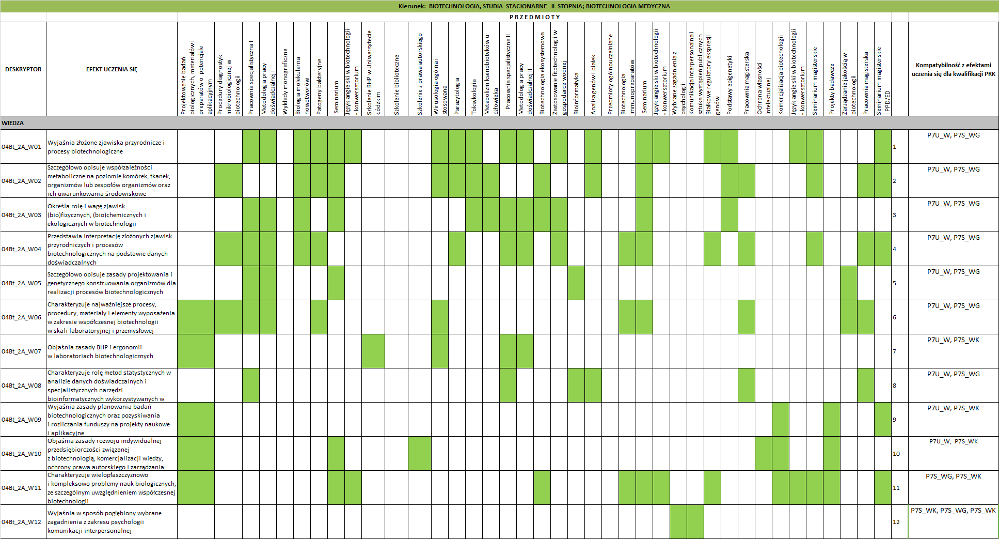 Kierunek: BIOTECHNOLOGIA, STUDIA STACJONARNE II STOPNIA; BIOTECHNOLOGIA MEDYCZNA
PRZEDMIOTY
DESKRYPTOR
EFEKT UCZENIA SIĘ
Projektowanie badań
biologicznych, materiałów i
preparatów o potencjale
aplikacyjnym
Procedury diagnostyki
mikrobiologicznej w
biotechnologii
Pracownia specjalistyczna I
Metodologia pracy
doświadczalnej I
Wykłady monograficzne
Biologia molekularna
nowotworów
Patogeny bakteryjne
Seminarium
Język angielski w biotechnologii
- konwersatorium
Szkolenie BHP w Uniwersytecie
Łódzkim
Szkolenie biblioteczne
Szkolenie z prawa autorskiego
Wirusologia ogólna i
stosowana
Parazytologia
Toksykologia
Metabolizm ksenobiotyków u
człowieka
Pracownia specjalistyczna II
Metodologia pracy
doświadczalnej II
Biotechnologia ekosystemowa
Zastosowanie fitotechnologii w
gospodarce wodnej
Bioinformatyka
Analiza genów i białek
Przedmioty ogólnouczelniane
Biotechnologia
immunopreparatów
Seminarium
Język angielski w biotechnologii
- konwersatorium
Wybrane zagadnienia z
psychologii
Komunikacja interpersonalna i
sztuka wystąpień publicznych
Białkowe regulatory ekspresji
genów
Podstawy epigenetyki
Pracownia magisterska
Ochrona własności
intelektualnej
Komercjalizacja biotechologii
Język angielski w biotechnologii
- konwersatorium
Seminarium magisterskie
Projekty badawcze
Zarządzanie jakością w
biotechnologii
Pracownia magisterska
Seminarium magisterskie
i PPD/ED
Kompatybilność z efektami
uczenia się dla kwalifikacji PRK
WIEDZA
04Bt_2A_W01
Wyjaśnia złożone zjawiska przyrodnicze i
procesy biotechnologiczne
1
P7U_W, P7S_WG
04Bt_2A_W02
Szczegółowo opisuje współzależności
metaboliczne na poziomie komórek, tkanek,
organizmów lub zespołów organizmów oraz
ich uwarunkowania środowiskowe
2
P7U_W, P7S_WG
04Bt_2A_W03
Określa rolę i wagę zjawisk
(bio)fizycznych, (bio)chemicznych i
ekologicznych w biotechnologii
3
P7U_W, P7S_WG
04Bt_2A_W04
Przedstawia interpretację złożonych zjawisk
przyrodniczych i procesów
biotechnologicznych na podstawie danych
doświadczalnych
4
P7U_W, P7S_WG
04Bt_2A_W05
Szczegółowo opisuje zasady projektowania i
genetycznego konstruowania organizmów dla
realizacji procesów biotechnologicznych
5
P7U_W, P7S_WG
04Bt_2A_W06
Charakteryzuje najważniejsze procesy,
procedury, materiały i elementy wyposażenia
w zakresie współczesnej biotechnologii
w skali laboratoryjnej i przemysłowej
6
P7U_W, P7S_WG
04Bt_2A_W07
Objaśnia zasady BHP i ergonomii
w laboratoriach biotechnologicznych
7
P7U_W, P7S_WK
04Bt_2A_W08
Charakteryzuje rolę metod statystycznych w
analizie danych doświadczalnych i
specjalistycznych narzędzi
bioinformatycznych wykorzystywanych w
8
P7U_W, P7S_WG
04Bt_2A_W09
Wyjaśnia zasady planowania badań
biotechnologicznych oraz pozyskiwania
i rozliczania funduszy na projekty naukowe
i aplikacyjne
9
P7U_W, P7S_WK
04Bt_2A_W10
Objaśnia zasady rozwoju indywidualnej
przedsiębiorczości związanej
z biotechnologią, komercjalizacji wiedzy,
ochrony prawa autorskiego i zarządzania
10
P7U_W, P7S_WK
04Bt_2A_W11
Charakteryzuje wielopłaszczyznowo
i kompleksowo problemy nauk biologicznych,
ze szczególnym uwzględnieniem współczesnej
biotechnologii
11
P7S_WG, P7S_WK
04Bt_2A_W12
Wyjaśnia w sposób pogłębiony wybrane
zagadnienia z zakresu psychologii
komunikacji interpersonalnej
12
P7S_WK, P7S_WG, P7S_WK